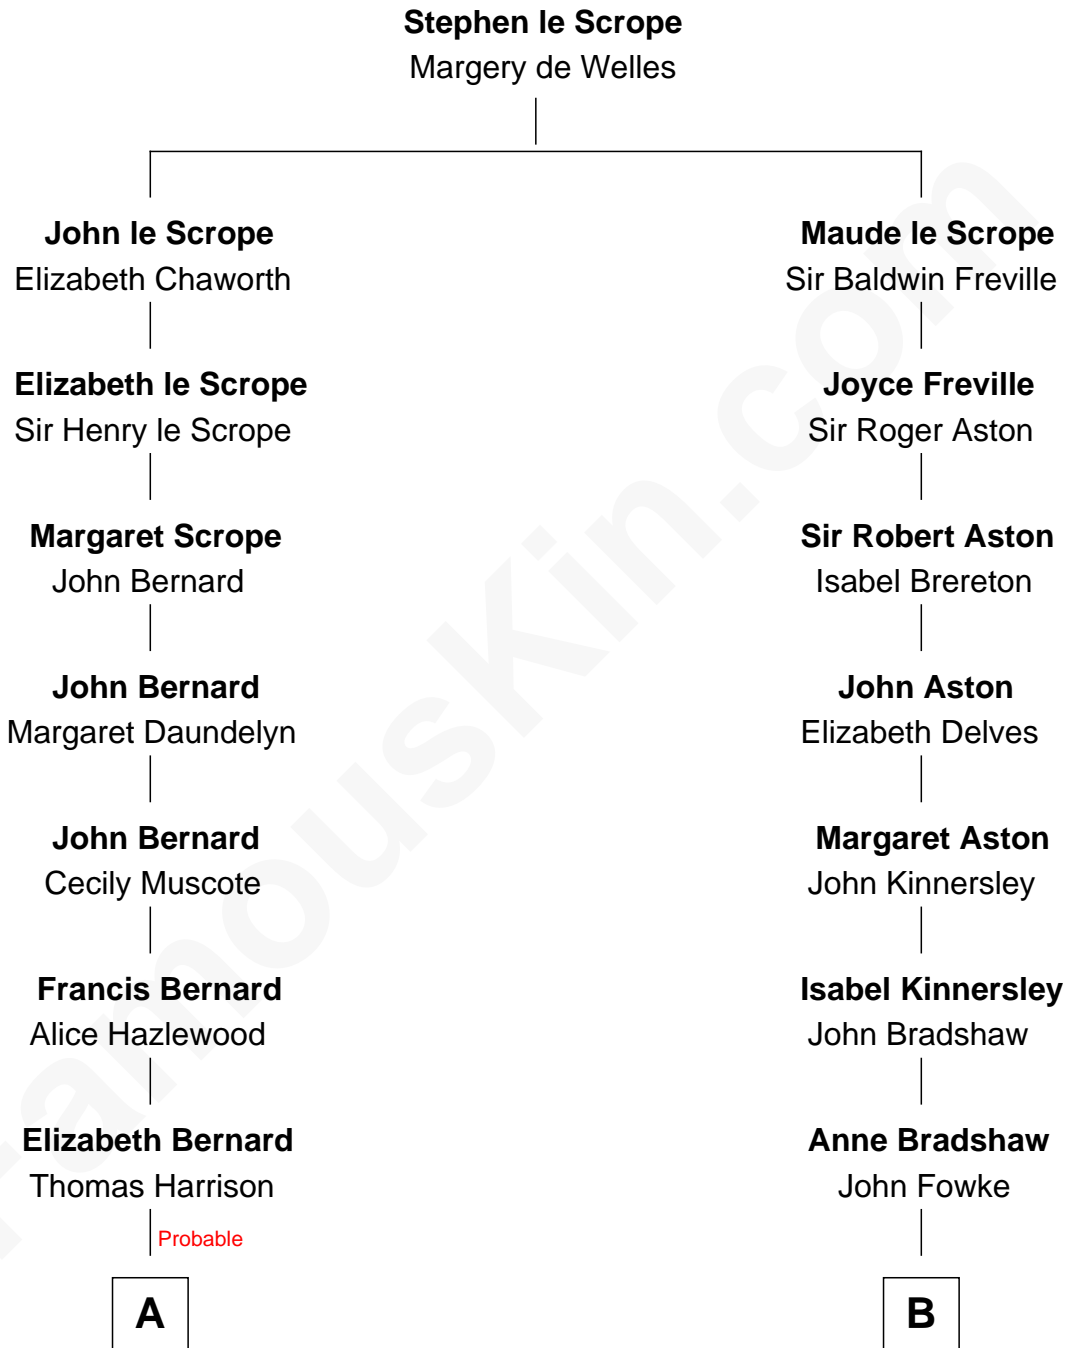 Stephen le Scrope
Margery de Welles
John le Scrope
Elizabeth Chaworth
Maude le Scrope
Sir Baldwin Freville
Elizabeth le Scrope
Sir Henry le Scrope
Joyce Freville
Sir Roger Aston
Margaret Scrope
John Bernard
Sir Robert Aston
Isabel Brereton
John Bernard
Margaret Daundelyn
John Aston
Elizabeth Delves
John Bernard
Cecily Muscote
Margaret Aston
John Kinnersley
Francis Bernard
Alice Hazlewood
Isabel Kinnersley
John Bradshaw
Elizabeth Bernard
Thomas Harrison
Anne Bradshaw
John Fowke
Probable
A
B
FamousKin.com